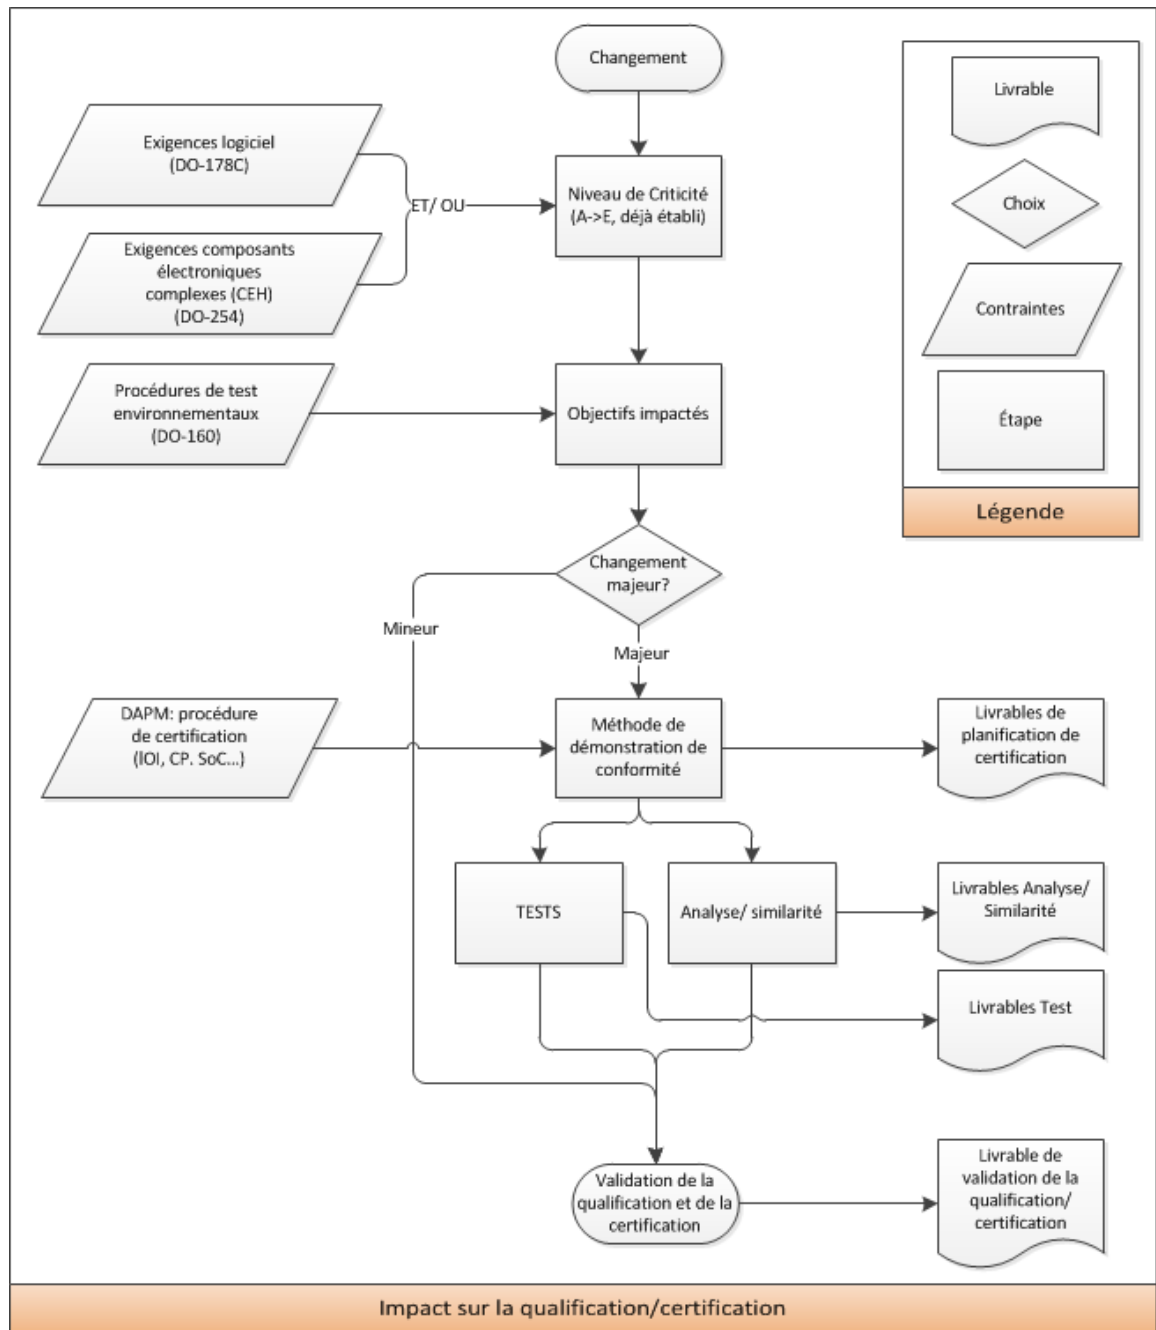 Changement
Livrable
Exigences logiciel
(DO-178C)
Niveau de Criticité
(A->E, déjà établi)
ET/ OU
Choix
Exigences composants
électroniques
complexes (CEH)
(DO-254)
Contraintes
Procédures de test
environnementaux
(DO-160)
Objectifs impactés
Étape
Légende
Changement
majeur?
Mineur
Majeur
DAPM: procédure
de certification
(lOI, CP. SoC...)
Méthode de
démonstration de
conformité
Livrables de
planification de
certification
TESTS
Analyse/ similarité
Livrables Analyse/
Similarité
Livrables Test
Validation de la
qualification et de la
certification
Livrable de
validation de la
qualification/
certification
Impact sur la qualification/certification